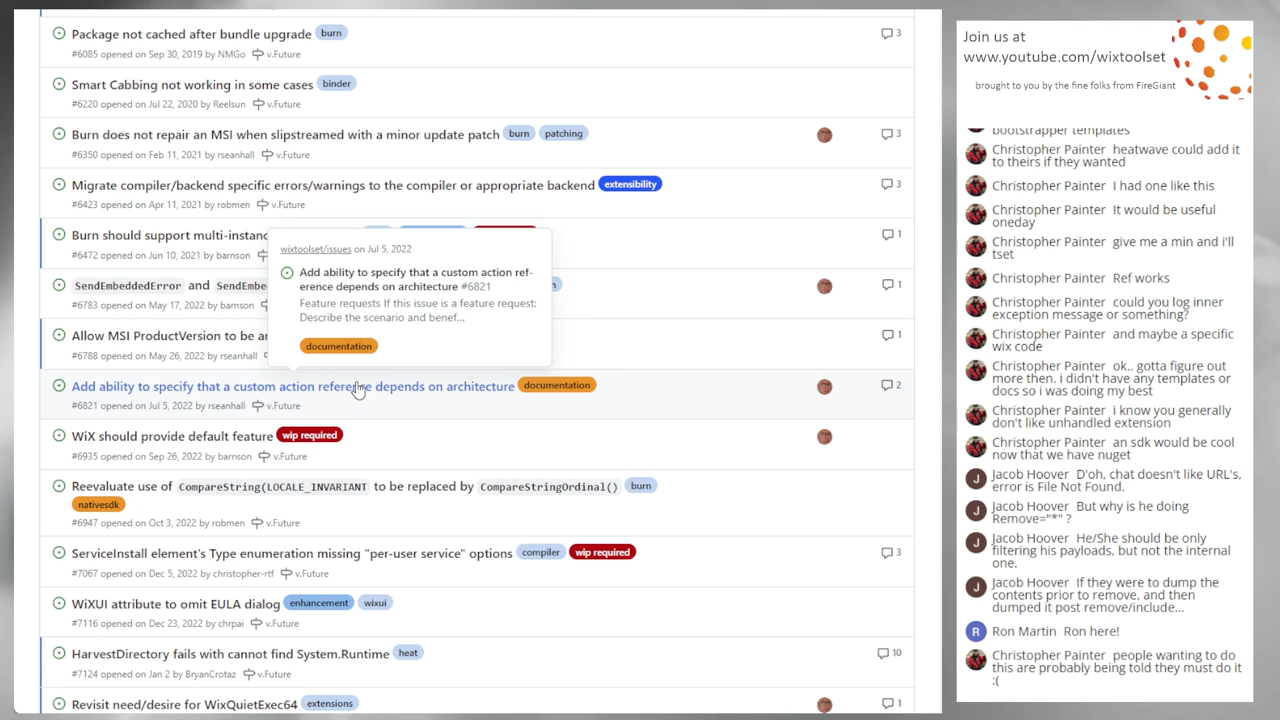 Package not cached after bundle upgrade burn 3
#6085 opened on Sep 30, 2019 by NMGo v.Future
Smart Cabbing not working in some cases binder
#6220 opened on Jul 22, 2020 by Reelsun v.Future
Burn does not repair an MSI when slipstreamed with a minor update patch burn patching 3
#6350 opened on Feb 11, 2021 by rseanhall v.Future
Migrate compiler/backend specific errors/warnings to the compiler or appropriate backend extensibility 3
#6423 opened on Apr 11, 2021 by robmen v.Future
Burn should support multi-instanc 1
#6472 opened on Jun 10, 2021 by barnson
SendEmbeddedError and SendEmbe 1
#6783 opened on May 17, 2022 by barnson
Allow MSI ProductVersion to be an 1
#6788 opened on May 26, 2022 by rseanhall
wixtoolset/issues on Jul 5, 2022
Add ability to specify that a custom action ref-
erence depends on architecture #6821
Feature requests If this issue is a feature request:
Describe the scenario and benef...
documentation
Add ability to specify that a custom action reference depends on architecture documentation 2
#6821 opened on Jul 5, 2022 by rseanhall v.Future
WiX should provide default feature wip required
#6935 opened on Sep 26, 2022 by barnson v.Future
Reevaluate use of CompareString(LOCALE_INVARIANT to be replaced by CompareStringOrdinal() burn
nativesdk
#6947 opened on Oct 3, 2022 by robmen v.Future
ServiceInstall element's Type enumeration missing "per-user service" options compiler wip required 3
#7067 opened on Dec 5, 2022 by christopher-rtf v.Future
WiXUI attribute to omit EULA dialog enhancement wixui
#7116 opened on Dec 23, 2022 by chrpai v.Future
HarvestDirectory fails with cannot find System.Runtime heat 10
#7124 opened on Jan 2 by BryanCrotaz v.Future
Revisit need/desire for WixQuietExec64 extensions 1
Join us at
www.youtube.com/wixtoolset
brought to you by the fine folks from FireGiant
bootstrapper templates
Christopher Painter heatwave could add it
to theirs if they wanted
Christopher Painter I had one like this
Christopher Painter It would be useful
oneday
Christopher Painter give me a min and i'll
tset
Christopher Painter Ref works
Christopher Painter could you log inner
exception message or something?
Christopher Painter and maybe a specific
wix code
Christopher Painter ok.. gotta figure out
more then. i didn't have any templates or
docs so i was doing my best
Christopher Painter i know you generally
don't like unhandled extension
Christopher Painter an sdk would be cool
now that we have nuget
J Jacob Hoover D'oh, chat doesn't like URL's,
error is File Not Found.
J Jacob Hoover But why is he doing
Remove="*" ?
J Jacob Hoover He/She should be only
filtering his payloads, but not the internal
one.
J Jacob Hoover If they were to dump the
contents prior to remove, and then
dumped it post remove/include...
R Ron Martin Ron here!
Christopher Painter people wanting to do
this are probably being told they must do it
:(